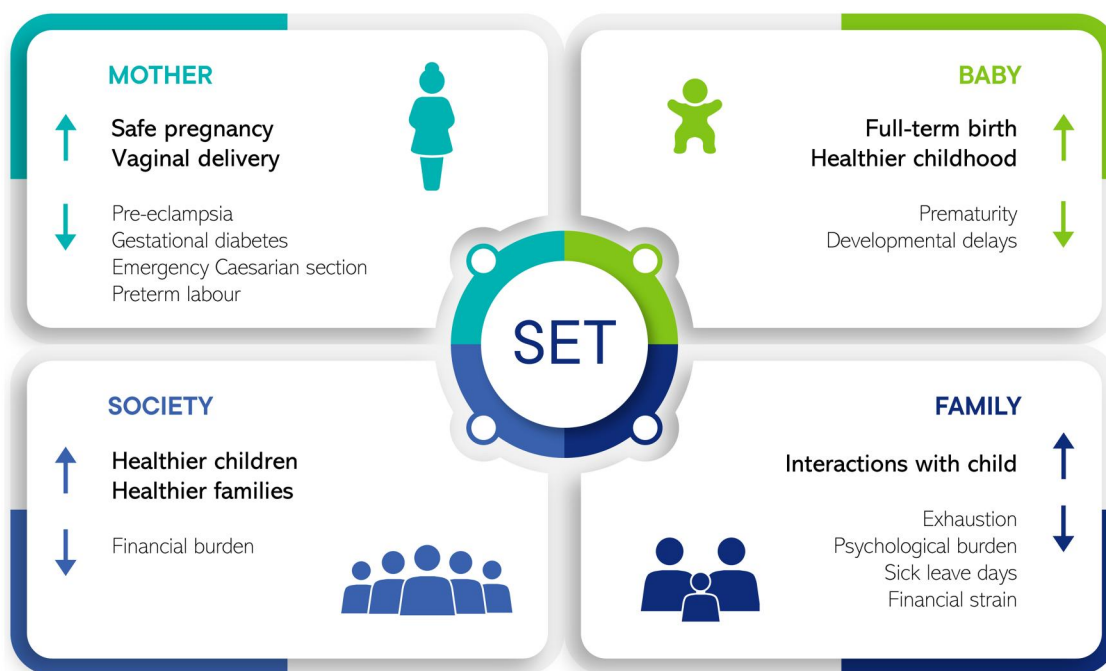 MOTHER
Safe pregnancy
Vaginal delivery
Pre-eclampsia
Gestational diabetes
Emergency Caesarian section
Preterm labour
BABY
Full-term birth
Healthier childhood
Prematurity
Developmental delays
SET
SOCIETY
Healthier children
Healthier families
Financial burden
FAMILY
Interactions with child
Exhaustion
Psychological burden
Sick leave days
Financial strain